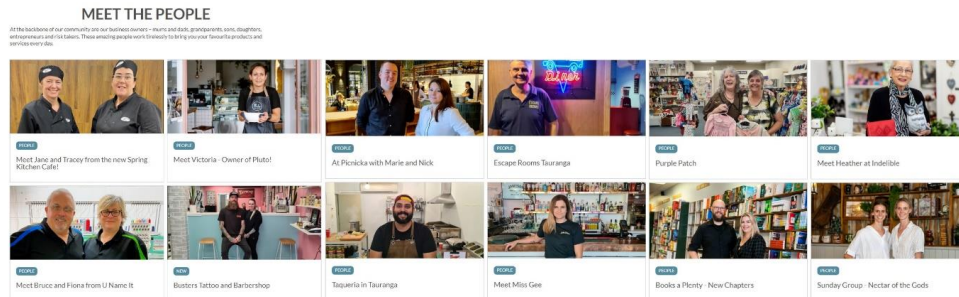 MEET THE PEOPLE
At the backbone of our community are our business owners – mums and dads, grandparents, sons, daughters,
entrepreneurs and risk takers. These amazing people work tirelessly to bring you your favourite products and
services every day.
Diner
PEOPLE
Meet Jane and Tracey from the new Spring
Kitchen Cafe!
PEOPLE
Meet Victoria - Owner of Pluto!
PEOPLE
At Picnicka with Marie and Nick
PEOPLE
Escape Rooms Tauranga
PEOPLE
Purple Patch
PEOPLE
Meet Heather at Indelible
PEOPLE
Meet Bruce and Fiona from U Name It
NEW
Busters Tattoo and Barbershop
PEOPLE
Taqueria in Tauranga
PEOPLE
Meet Miss Gee
PEOPLE
Books a Plenty - New Chapters
PEOPLE
Sunday Group - Nectar of the Gods